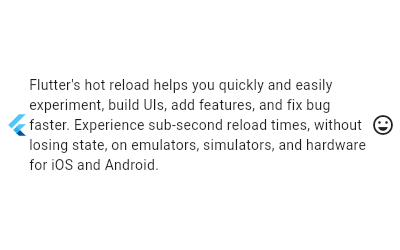 Flutter's hot reload helps you quickly and easily
experiment, build UIs, add features, and fix bug
faster. Experience sub-second reload times, without
losing state, on emulators, simulators, and hardware
for iOS and Android.